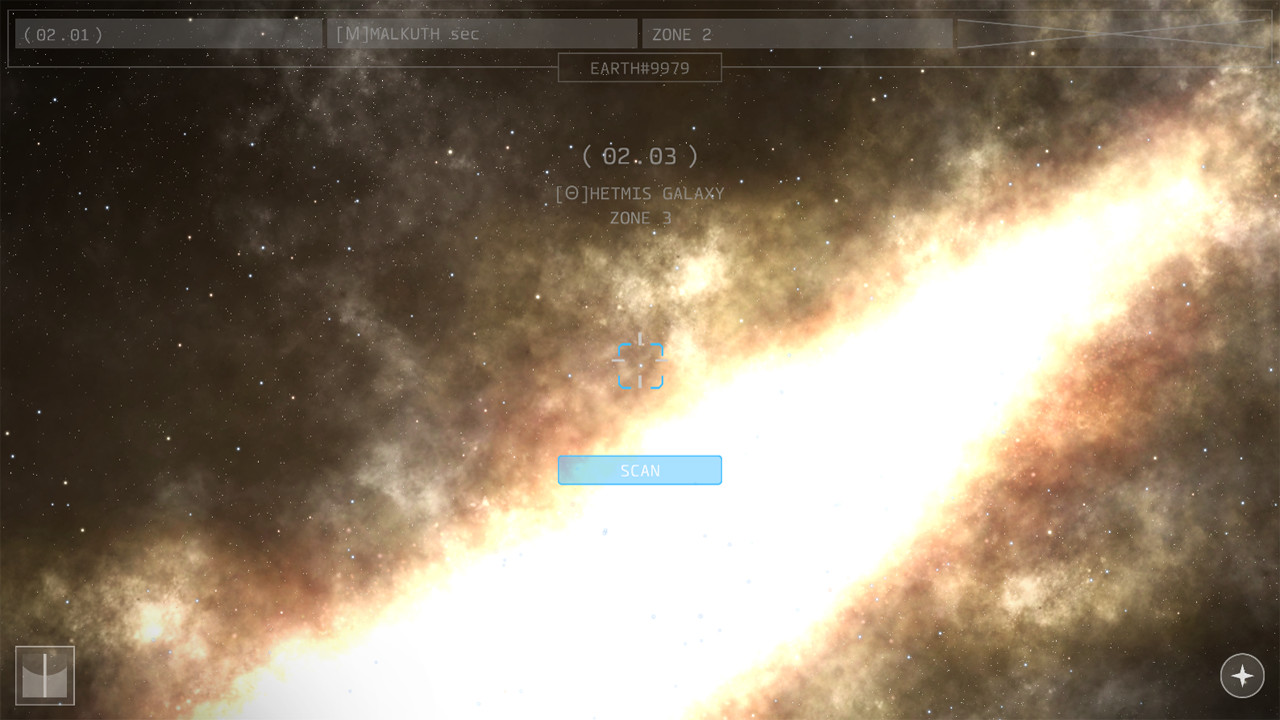 (02.01)
[M]MALKUTH sec
ZONE 2
EARTH#9979
(02.03)
[Θ]HETMIS GALAXY
ZONE 3
SCAN